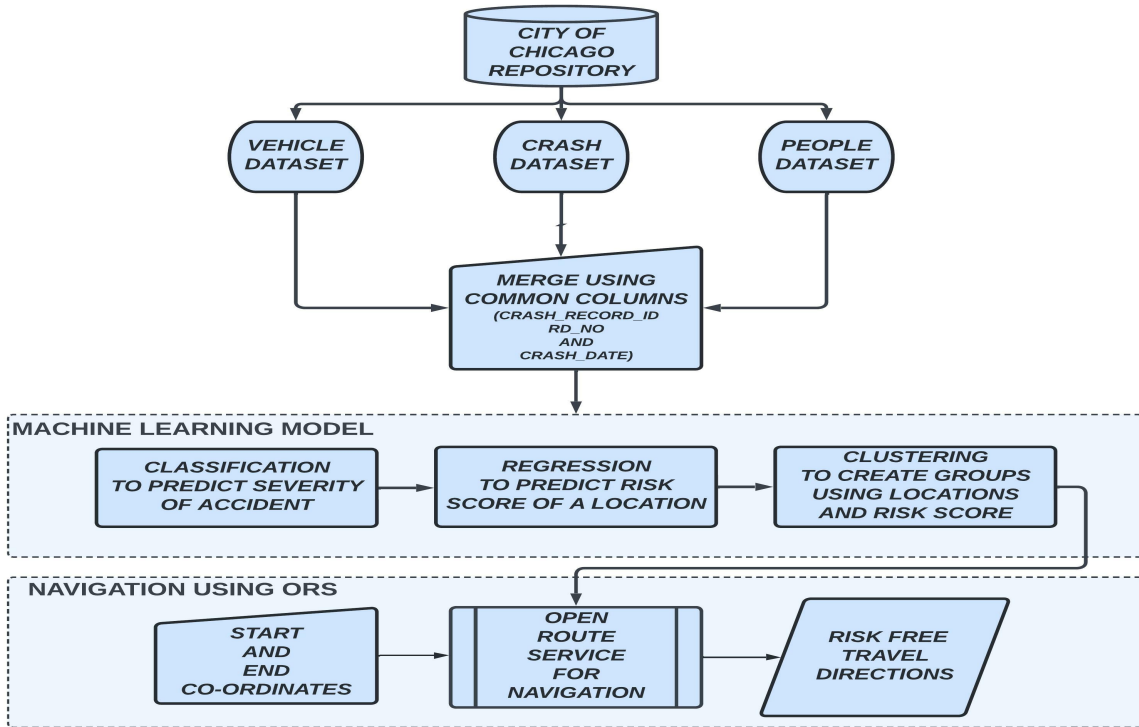 CITY OF
CHICAGO
REPOSITORY
VEHICLE
DATASET
CRASH
DATASET
PEOPLE
DATASET
MERGE USING
COMMON COLUMNS
(CRASH_RECORD_ID
RD_NO
AND
CRASH_DATE)
MACHINE LEARNING MODEL
CLASSIFICATION
TO PREDICT SEVERITY
OF ACCIDENT
REGRESSION
TO PREDICT RISK
SCORE OF A LOCATION
CLUSTERING
TO CREATE GROUPS
USING LOCATIONS
AND RISK SCORE
NAVIGATION USING ORS
START
AND
END
CO-ORDINATES
OPEN
ROUTE
SERVICE
FOR
NAVIGATION
RISK FREE
TRAVEL
DIRECTIONS